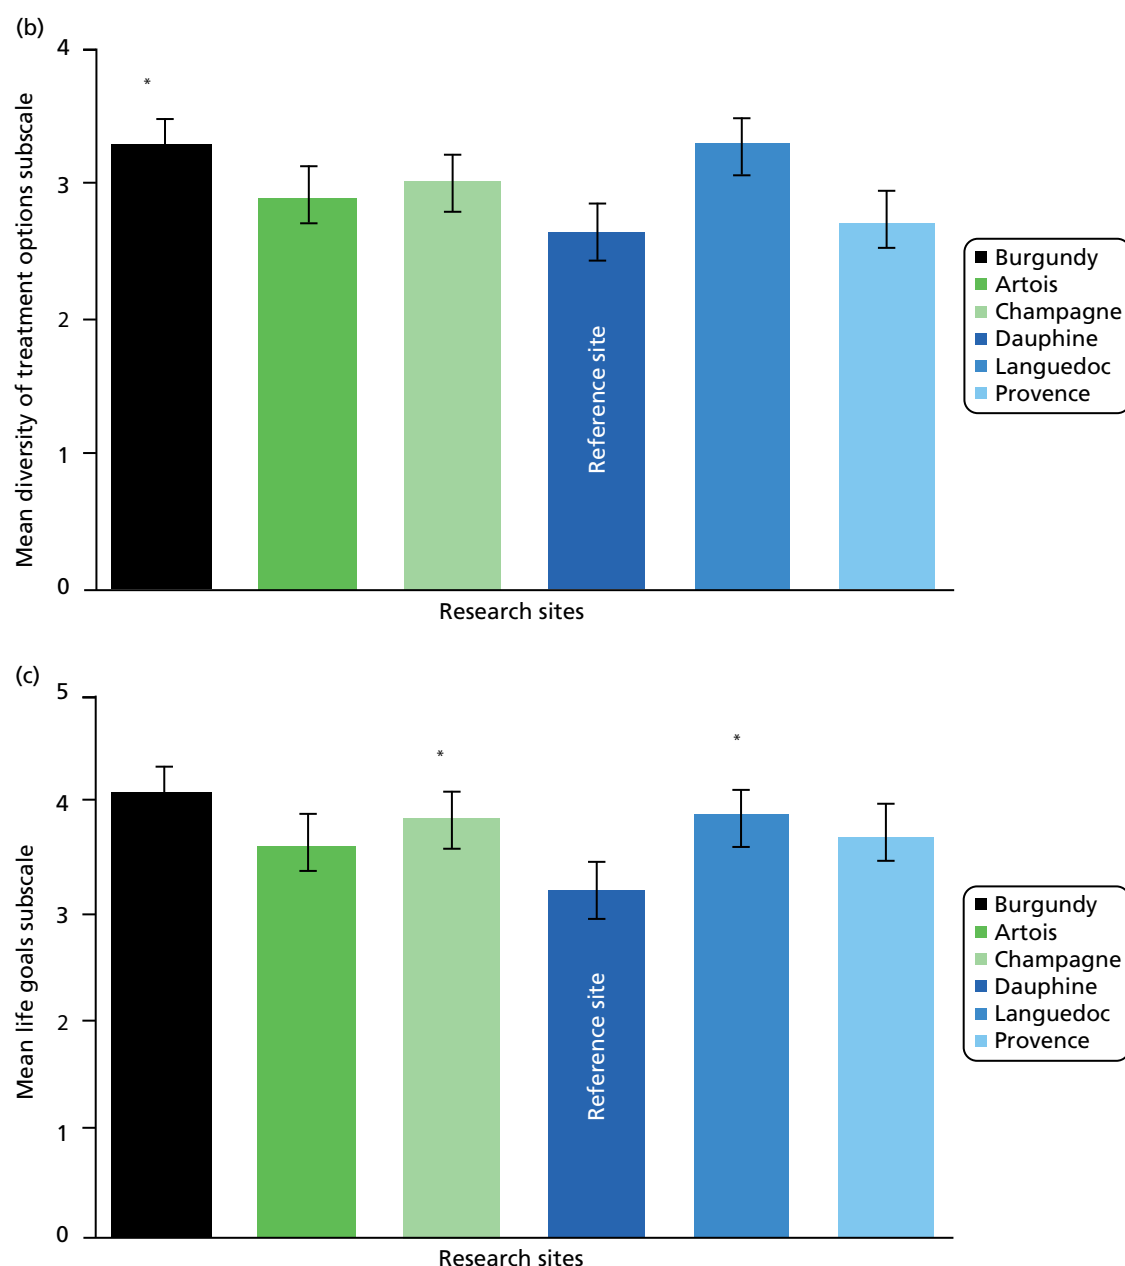 (b)
4
3
2
1
0
Mean diversity of treatment options subscale
*
Reference site
Research sites
Burgundy
Artois
Champagne
Dauphine
Languedoc
Provence
(c)
5
4
3
2
1
0
Mean life goals subscale
*
*
Reference site
Research sites
Burgundy
Artois
Champagne
Dauphine
Languedoc
Provence